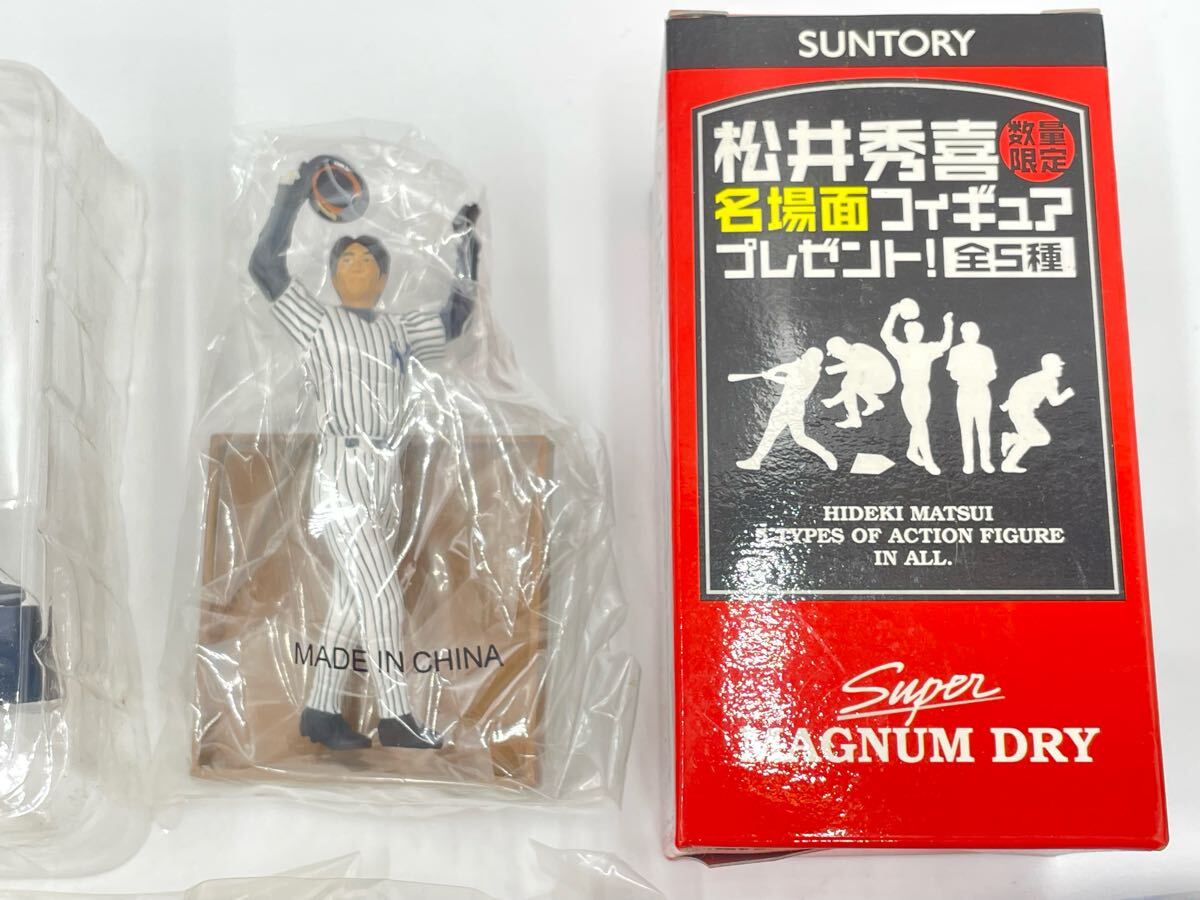 SUNTORY
松井秀喜
数量
限定
名場面フィギュア
プレゼント!全5種
HIDEKI MATSUI
5 TYPES OF ACTION FIGURE
IN ALL.
Super
MAGNUM DRY
NY
MADE IN CHINA